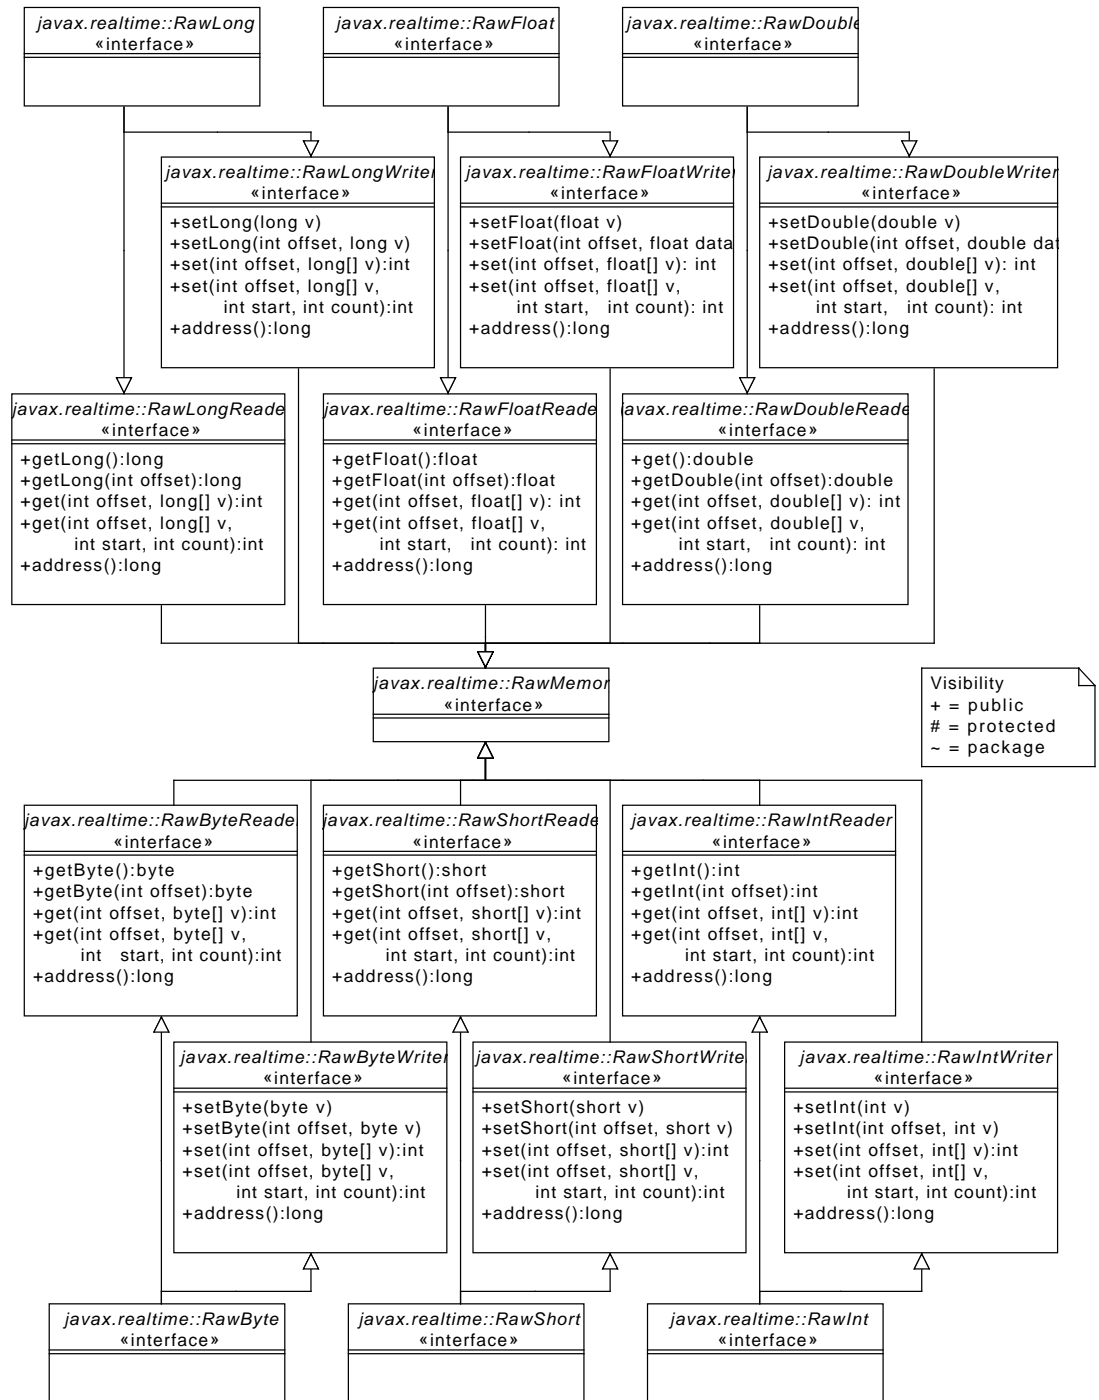 javax.realtime::RawLong
«interface»
javax.realtime::RawFloat
«interface»
javax.realtime::RawDouble
«interface»
javax.realtime::RawLongWriter
«interface»
+setLong(long v)
+setLong(int offset, long v)
+set(int offset, long[] v):int
+set(int offset, long[] v,
int start, int count):int
+address():long
javax.realtime::RawFloatWriter
«interface»
+setFloat(float v)
+setFloat(int offset, float data
+set(int offset, float[] v): int
+set(int offset, float[] v,
int start, int count): int
+address():long
javax.realtime::RawDoubleWriter
«interface»
+setDouble(double v)
+setDouble(int offset, double dat
+set(int offset, double[] v): int
+set(int offset, double[] v,
int start, int count): int
+address():long
javax.realtime::RawLongReade
«interface»
+getLong():long
+getLong(int offset):long
+get(int offset, long[] v):int
+get(int offset, long[] v,
int start, int count):int
+address():long
javax.realtime::RawFloatReade
«interface»
+getFloat():float
+getFloat(int offset):float
+get(int offset, float[] v): int
+get(int offset, float[] v,
int start, int count): int
+address():long
javax.realtime::RawDoubleReade
«interface»
+get():double
+getDouble(int offset):double
+get(int offset, double[] v): int
+get(int offset, double[] v,
int start, int count): int
+address():long
javax.realtime::RawMemor
«interface»
Visibility
+ = public
# = protected
~ = package
javax.realtime::RawByteReader
«interface»
+getByte():byte
+getByte(int offset):byte
+get(int offset, byte[] v):int
+get(int offset, byte[] v,
int start, int count):int
+address():long
javax.realtime::RawShortReade
«interface»
+getShort():short
+getShort(int offset):short
+get(int offset, short[] v):int
+get(int offset, short[] v,
int start, int count):int
+address():long
javax.realtime::RawIntReader
«interface»
+getInt():int
+getInt(int offset):int
+get(int offset, int[] v):int
+get(int offset, int[] v,
int start, int count):int
+address():long
javax.realtime::RawByteWriter
«interface»
+setByte(byte v)
+setByte(int offset, byte v)
+set(int offset, byte[] v):int
+set(int offset, byte[] v,
int start, int count):int
+address():long
javax.realtime::RawShortWrite
«interface»
+setShort(short v)
+setShort(int offset, short v)
+set(int offset, short[] v):int
+set(int offset, short[] v,
int start, int count):int
+address():long
javax.realtime::RawIntWriter
«interface»
+setInt(int v)
+setInt(int offset, int v)
+set(int offset, int[] v):int
+set(int offset, int[] v,
int start, int count):int
+address():long
javax.realtime::RawByte
«interface»
javax.realtime::RawShort
«interface»
javax.realtime::RawInt
«interface»